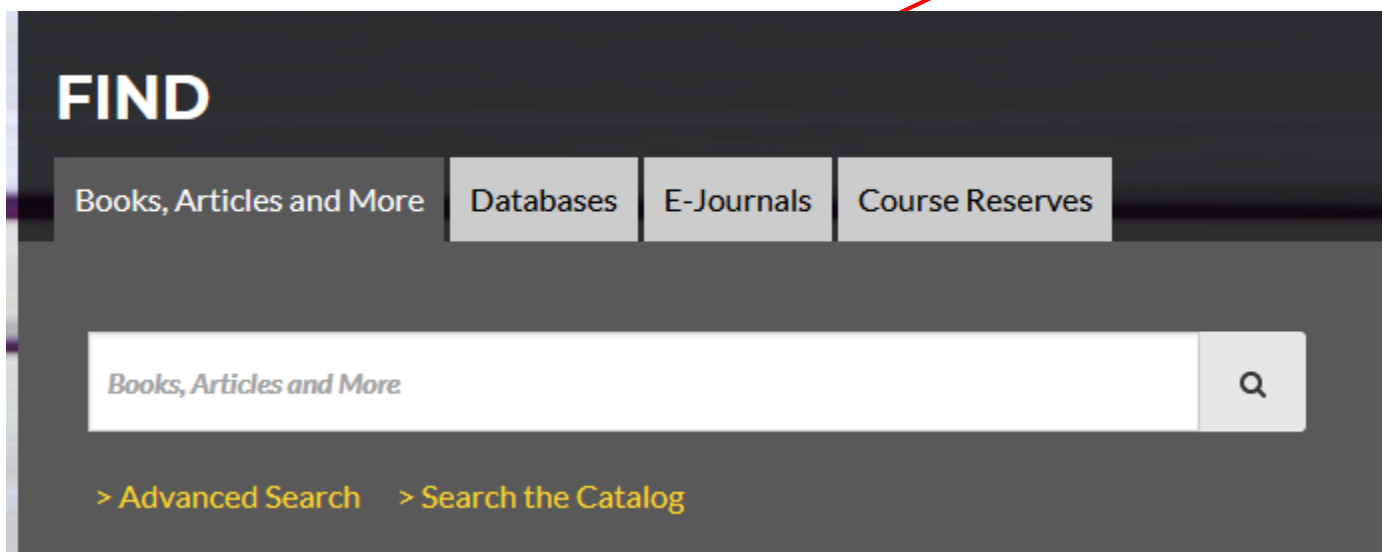 FIND
Books, Articles and More Databases E-Journals Course Reserves
Books, Articles and More
> Advanced Search > Search the Catalog